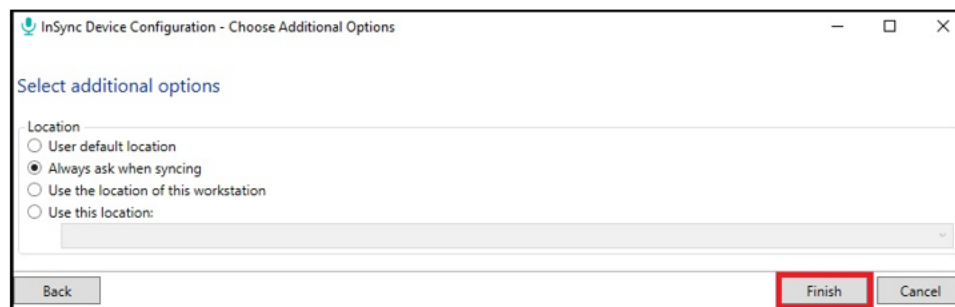 InSync Device Configuration - Choose Additional Options
Select additional options
Location
User default location
Always ask when syncing
Use the location of this workstation
Use this location:
Back Finish Cancel